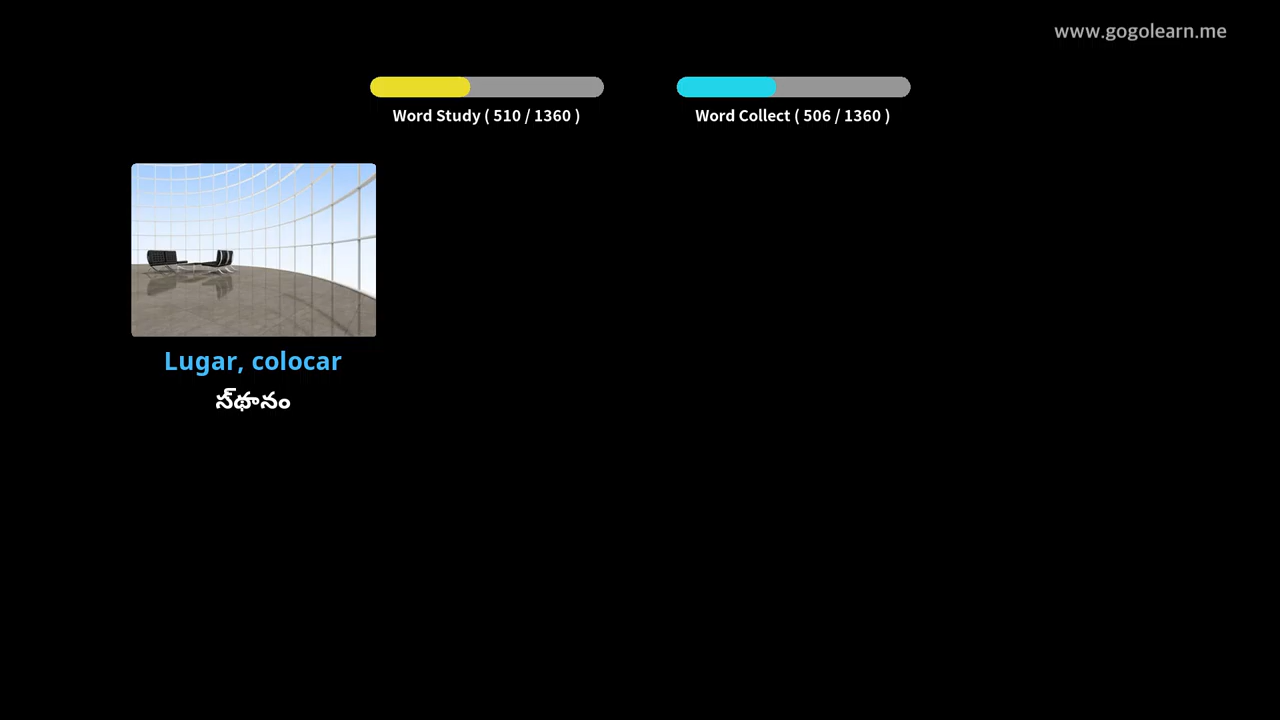 www.gogolearn.me
Word Study ( 510 / 1360 )
Word Collect ( 506 / 1360 )
Lugar, colocar
స్థానం